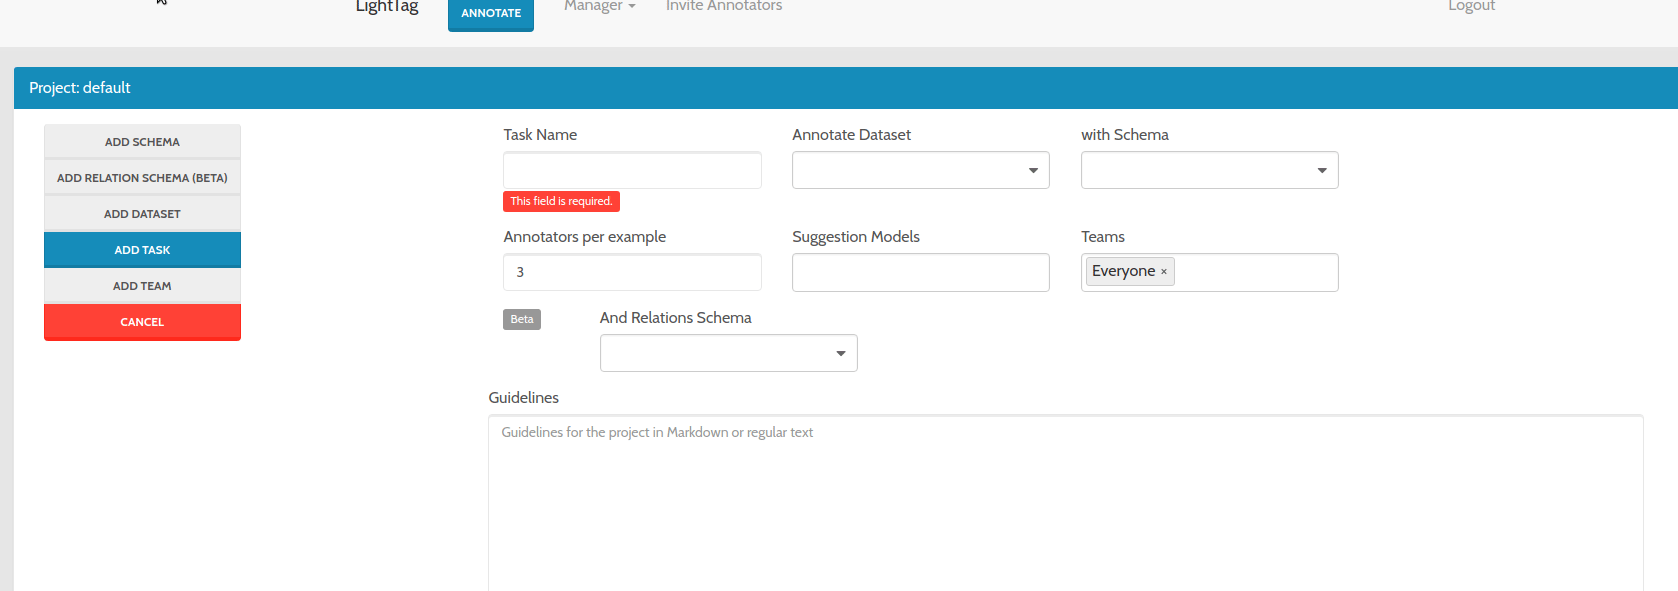 LightTag
ANNOTATE
Manager
Invite Annotators
Logout
Project: default
ADD SCHEMA
ADD RELATION SCHEMA (BETA)
ADD DATASET
ADD TASK
ADD TEAM
CANCEL
Task Name
Annotate Dataset
with Schema
This field is required.
Annotators per example
Suggestion Models
Teams
3
Everyone ×
Beta
And Relations Schema
Guidelines
Guidelines for the project in Markdown or regular text